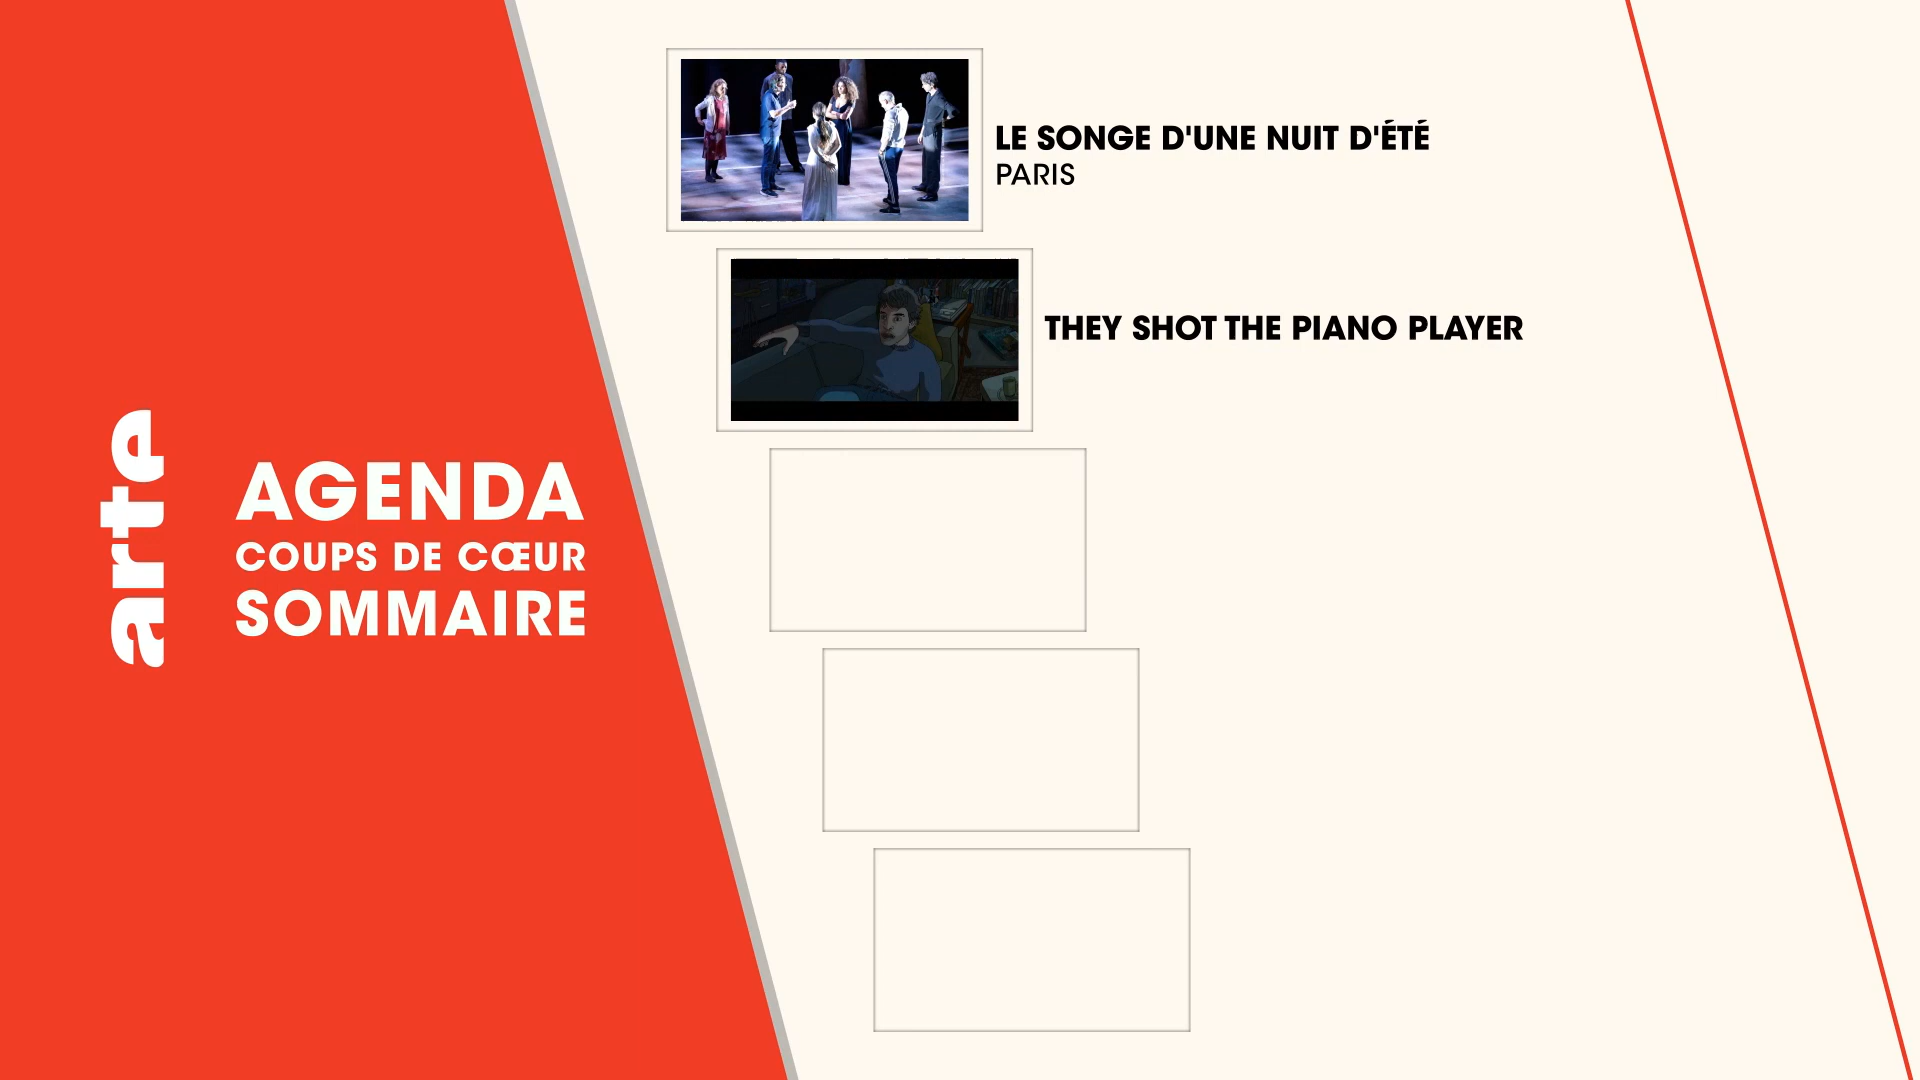 arte
AGENDA
COUPS DE CŒUR
SOMMAIRE
LE SONGE D'UNE NUIT D'ÉTÉ
PARIS
THEY SHOT THE PIANO PLAYER